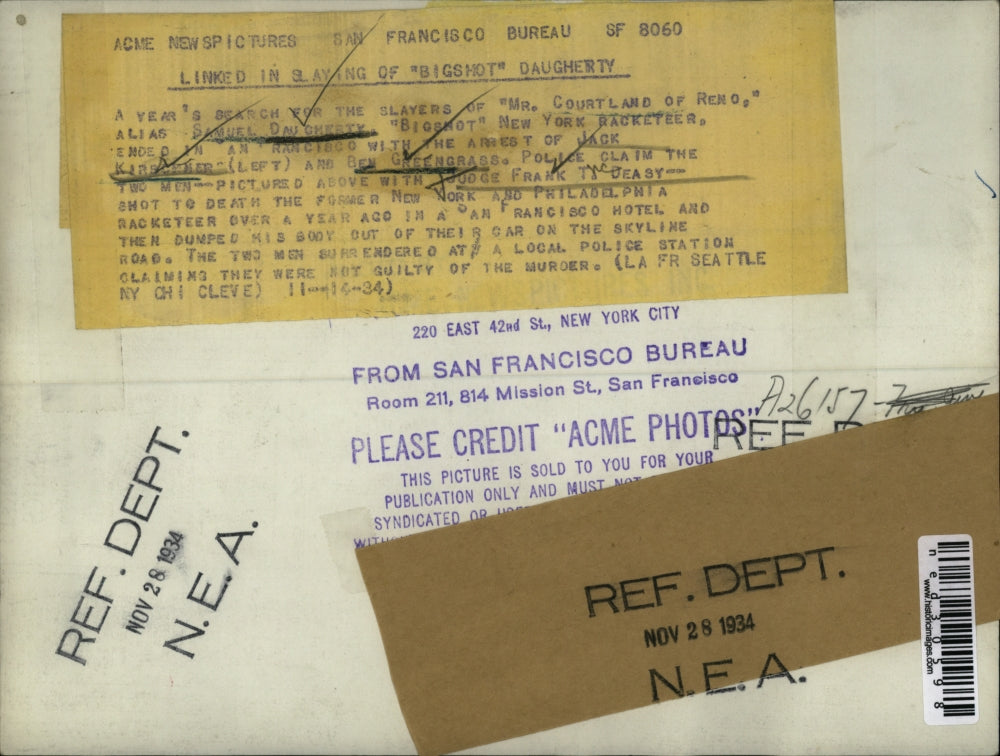 ACME NEWSPICTURES SAN FRANCISCO BUREAU SF 8060
LINKED IN SLAYING OF "BIGSHOT" DAUGHERTY
A YEAR'S SEARCH FOR THE SLAYERS OF "MR. COURTLAND OF RENO,"
ALIAS SAMUEL DAUGHERTY, "BIGSHOT" NEW YORK RACKETEER,
ENDED IN SAN FRANCISCO WITH THE ARREST OF JACK
(LEFT) AND BEN GREENGRASS. POLICE CLAIM THE
TWO MEN--PICTURED ABOVE WITH JUDGE FRANK T. DEASY--
SHOT TO DEATH THE FORMER NEW YORK AND PHILADELPHIA
RACKETEER OVER A YEAR AGO IN A SAN FRANCISCO HOTEL AND
THEN DUMPED HIS BODY OUT OF THEIR CAR ON THE SKYLINE
ROAD. THE TWO MEN SURRENDERED AT A LOCAL POLICE STATION
CLAIMING THEY WERE NOT GUILTY OF THE MURDER. (LA FR SEATTLE
NY CHI CLEVE) 11--14-34)
220 EAST 42nd St., NEW YORK CITY
FROM SAN FRANCISCO BUREAU
Room 211, 814 Mission St., San Francisco
A26157
PLEASE CREDIT "ACME PHOTOS"
REF
THIS PICTURE IS SOLD TO YOU FOR YOUR
PUBLICATION ONLY AND MUST NOT
SYNDICATED OR
REF. DEPT.
NOV 28 1934
N. E. A.
REF. DEPT.
NOV 28 1934
N. E. A.
www.historicimages.com
ned30598